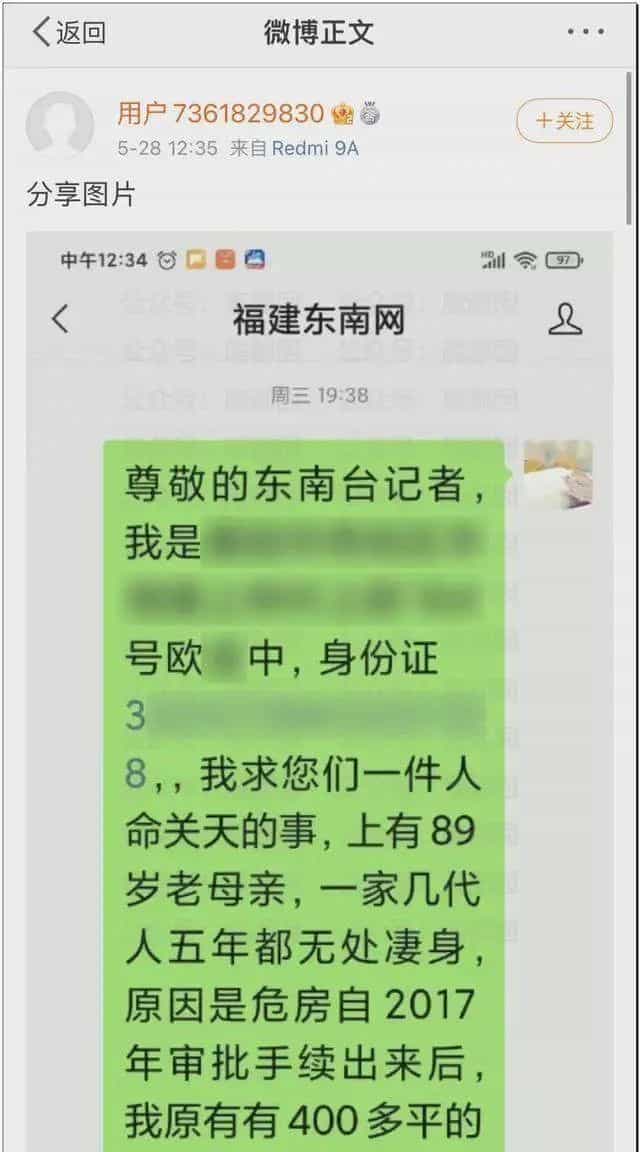 返回
微博正文
用户7361829830
+关注
5-28 12:35 来自 Redmi 9A
分享图片
中午12:34
HD
97
福建东南网
周三 19:38
尊敬的东南台记者，
我是
号欧 中，身份证
3
8，，我求您们一件人
命关天的事，上有89
岁老母亲，一家几代
人五年都无处凄身，
原因是危房自2017
年审批手续出来后，
我原有有400多平的